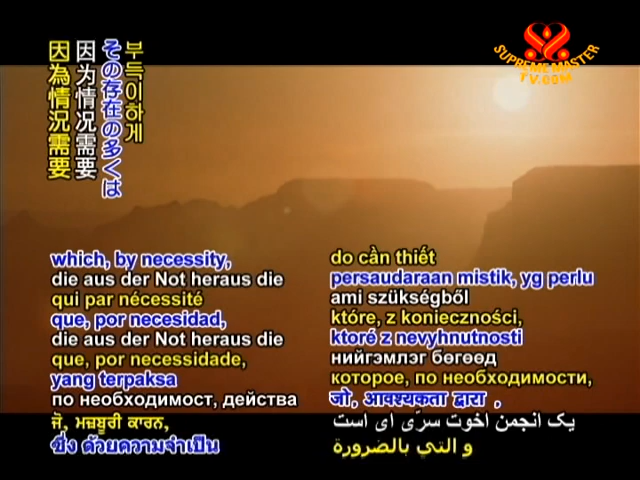 因為情況需要
因为情况需要
その存在の多くは
부득이하게
SUPREME MASTER
TV.COM
which, by necessity,
die aus der Not heraus die
qui par nécessité
que, por necesidad,
die aus der Not heraus die
que, por necessidade,
yang terpaksa
по необходимост, действа
ਜੋ, ਮਜ਼ਬੂਰੀ ਕਾਰਨ,
ซึ่ง ด้วยความจำเป็น
do cần thiết
persaudaraan mistik, yg perlu
ami szükségből
które, z konieczności,
ktoré z nevyhnutnosti
нийгэмлэг бөгөөд
которое, по необходимости,
जो, आवश्यकता द्वारा ,
یک انجمن اخوت سرّی ای است
و التي بالضرورة